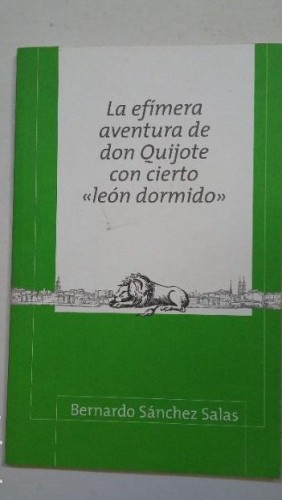 La efímera
aventura de
don Quijote
con cierto
«león dormido»
Bernardo Sánchez Salas